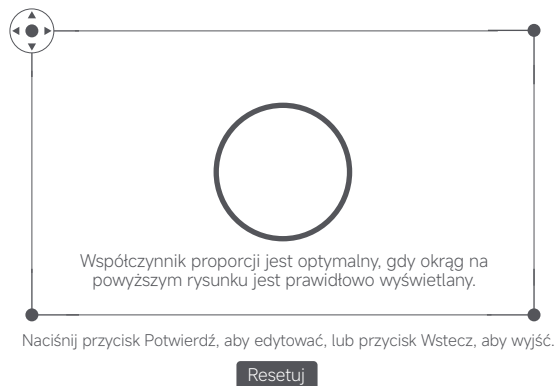 Współczynnik proporcji jest optymalny, gdy okrąg na
powyższym rysunku jest prawidłowo wyświetlany.
Naciśnij przycisk Potwierdź, aby edytować, lub przycisk Wstecz, aby wyjść.
Resetuj